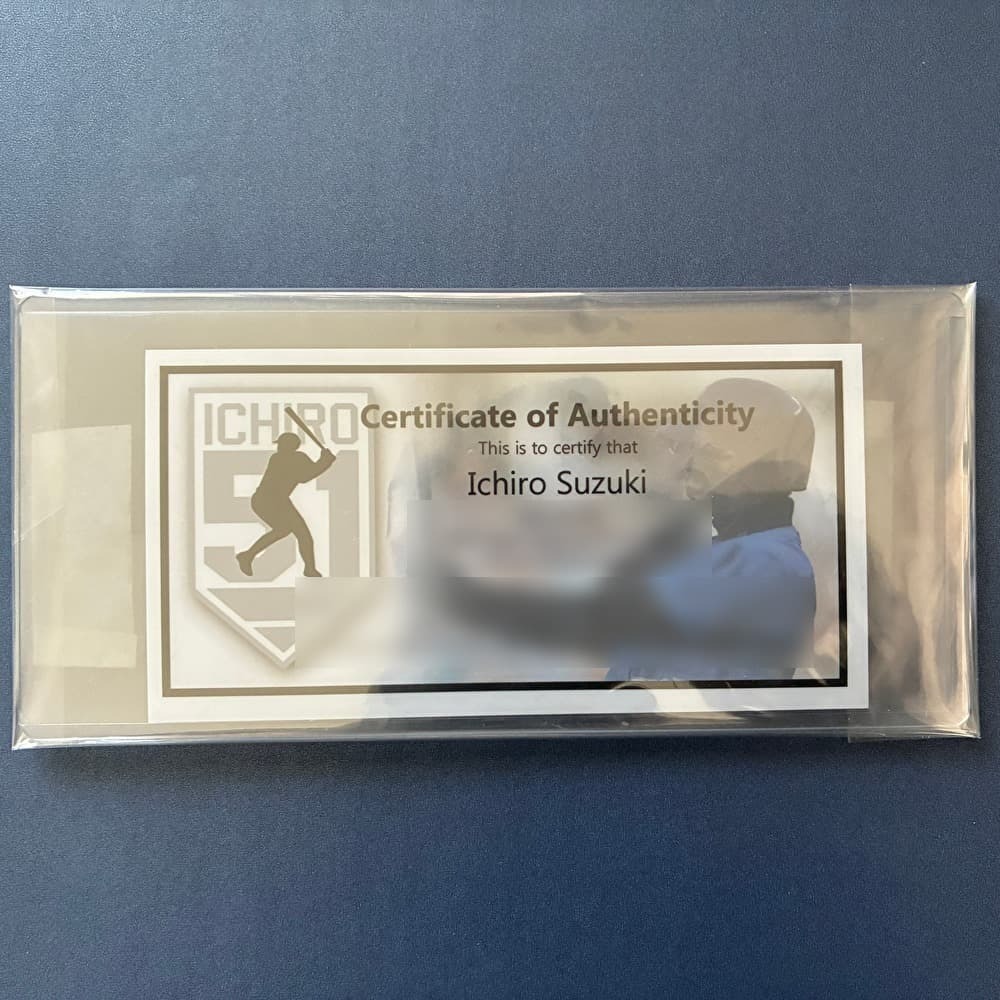 ICHIRO
51
Certificate of Authenticity
This is to certify that
Ichiro Suzuki